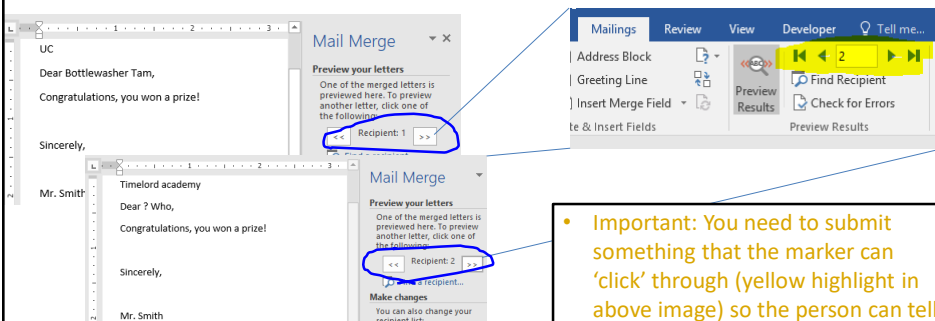 UC
Dear Bottlewasher Tam,
Congratulations, you won a prize!
Sincerely,
Mr. Smith
Mail Merge
Preview your letters
One of the merged letters is
previewed here. To preview
another letter, click one of
the following:
<< Recipient: 1 >>
Mailings Review View Developer Tell me...
Address Block
Greeting Line
Insert Merge Field
te & Insert Fields
«ABC»
Preview
Results
2
Find Recipient
Check for Errors
Preview Results
Timelord academy
Dear ? Who,
Congratulations, you won a prize!
Sincerely,
Mr. Smith
Mail Merge
Preview your letters
One of the merged letters is
previewed here. To preview
another letter, click one of
the following:
<< Recipient: 2 >>
a recipient...
Make changes
You can also change your
recipient list:
• Important: You need to submit
something that the marker can
‘click’ through (yellow highlight in
above image) so the person can tell